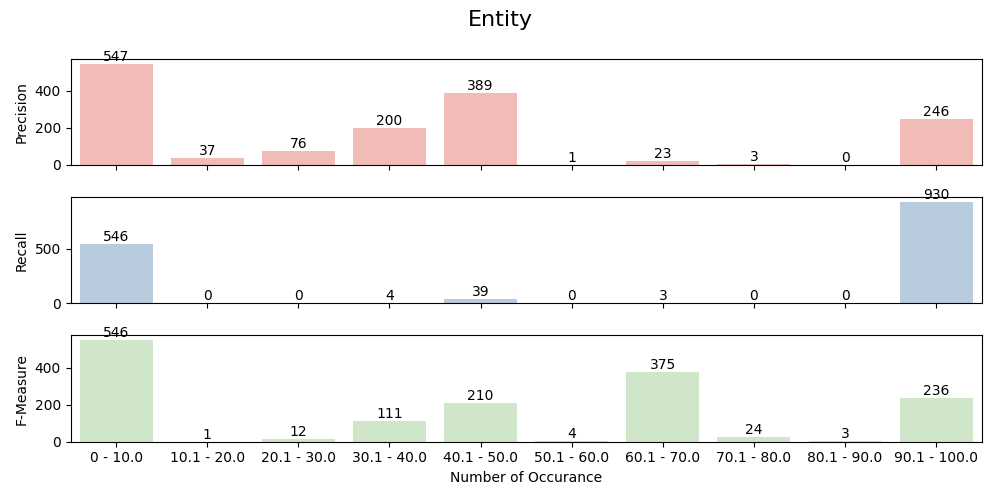 Entity
Precision
400
200
0
547
37
76
200
389
1
23
3
0
246
Recall
500
0
546
0
0
4
39
0
3
0
0
930
F-Measure
400
200
0
546
1
12
111
210
4
375
24
3
236
0 - 10.0
10.1 - 20.0
20.1 - 30.0
30.1 - 40.0
40.1 - 50.0
50.1 - 60.0
60.1 - 70.0
70.1 - 80.0
80.1 - 90.0
90.1 - 100.0
Number of Occurance